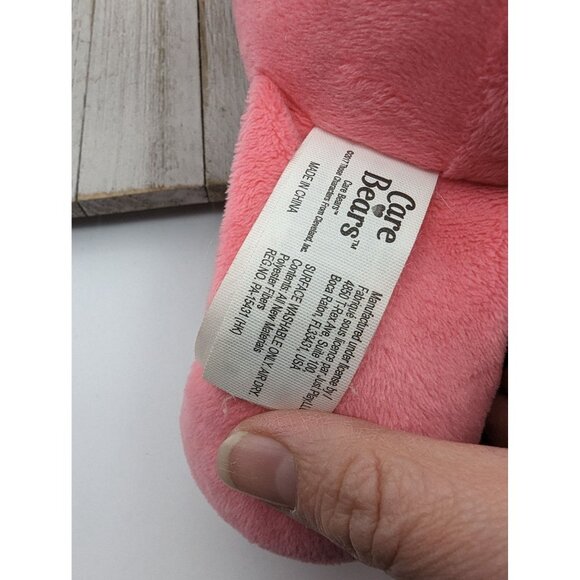 Care
Bears™
Care Bears™
©2017 Those Characters From Cleveland, Inc.
MADE IN CHINA
Manufactured under license by /
Fabriqué sous licence par Just Play LL
4850 T-Rex Ave, Suite 100,
Boca Raton, FL 33431, USA
SURFACE WASHABLE ONLY. AIR DRY.
Contents: All New Materials
Polyester Fibers
REG.NO. PA-15431 (HK)